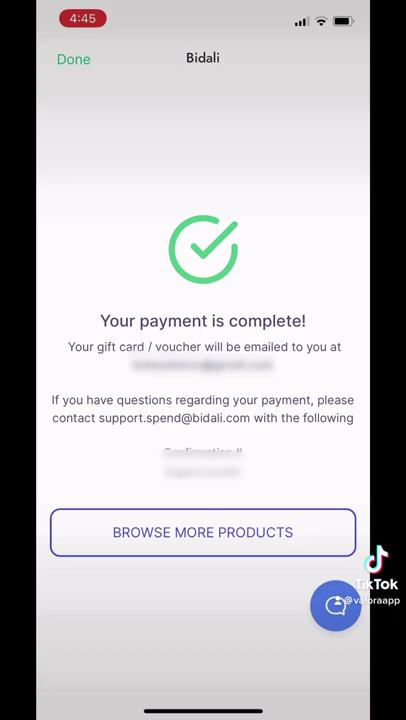 4:45
Done
Bidali
Your payment is complete!
Your gift card / voucher will be emailed to you at
If you have questions regarding your payment, please
contact support.spend@bidali.com with the following
Confirmation #
BROWSE MORE PRODUCTS
TikTok
@valoraapp